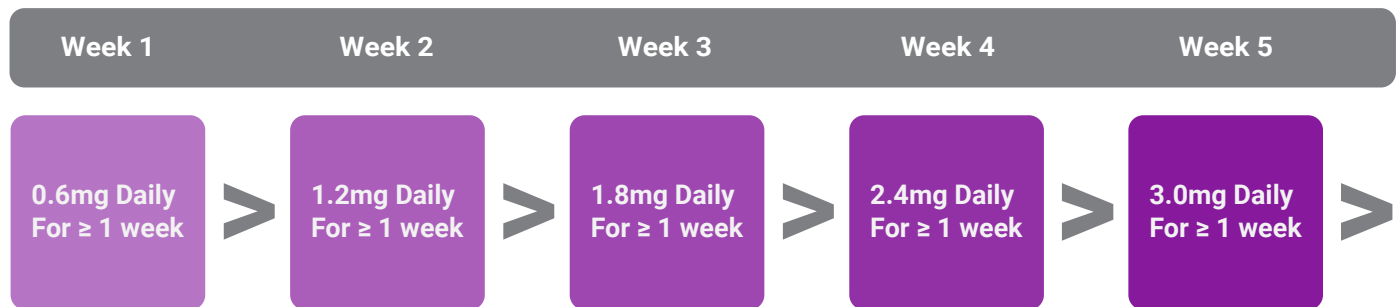 Week 1 Week 2 Week 3 Week 4 Week 5
0.6mg Daily
For ≥ 1 week
>
1.2mg Daily
For ≥ 1 week
>
1.8mg Daily
For ≥ 1 week
>
2.4mg Daily
For ≥ 1 week
>
3.0mg Daily
For ≥ 1 week
>